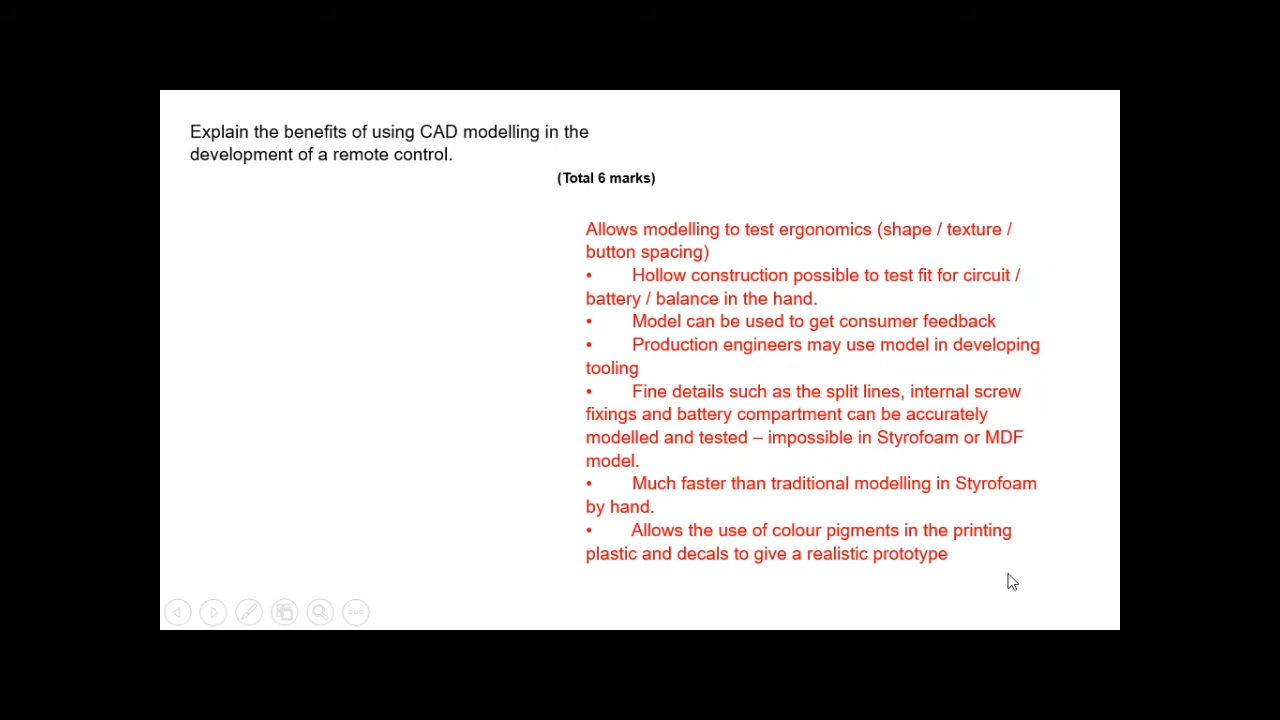 Explain the benefits of using CAD modelling in the
development of a remote control.
(Total 6 marks)
Allows modelling to test ergonomics (shape / texture /
button spacing)
• Hollow construction possible to test fit for circuit /
battery / balance in the hand.
• Model can be used to get consumer feedback
• Production engineers may use model in developing
tooling
• Fine details such as the split lines, internal screw
fixings and battery compartment can be accurately
modelled and tested – impossible in Styrofoam or MDF
model.
• Much faster than traditional modelling in Styrofoam
by hand.
• Allows the use of colour pigments in the printing
plastic and decals to give a realistic prototype